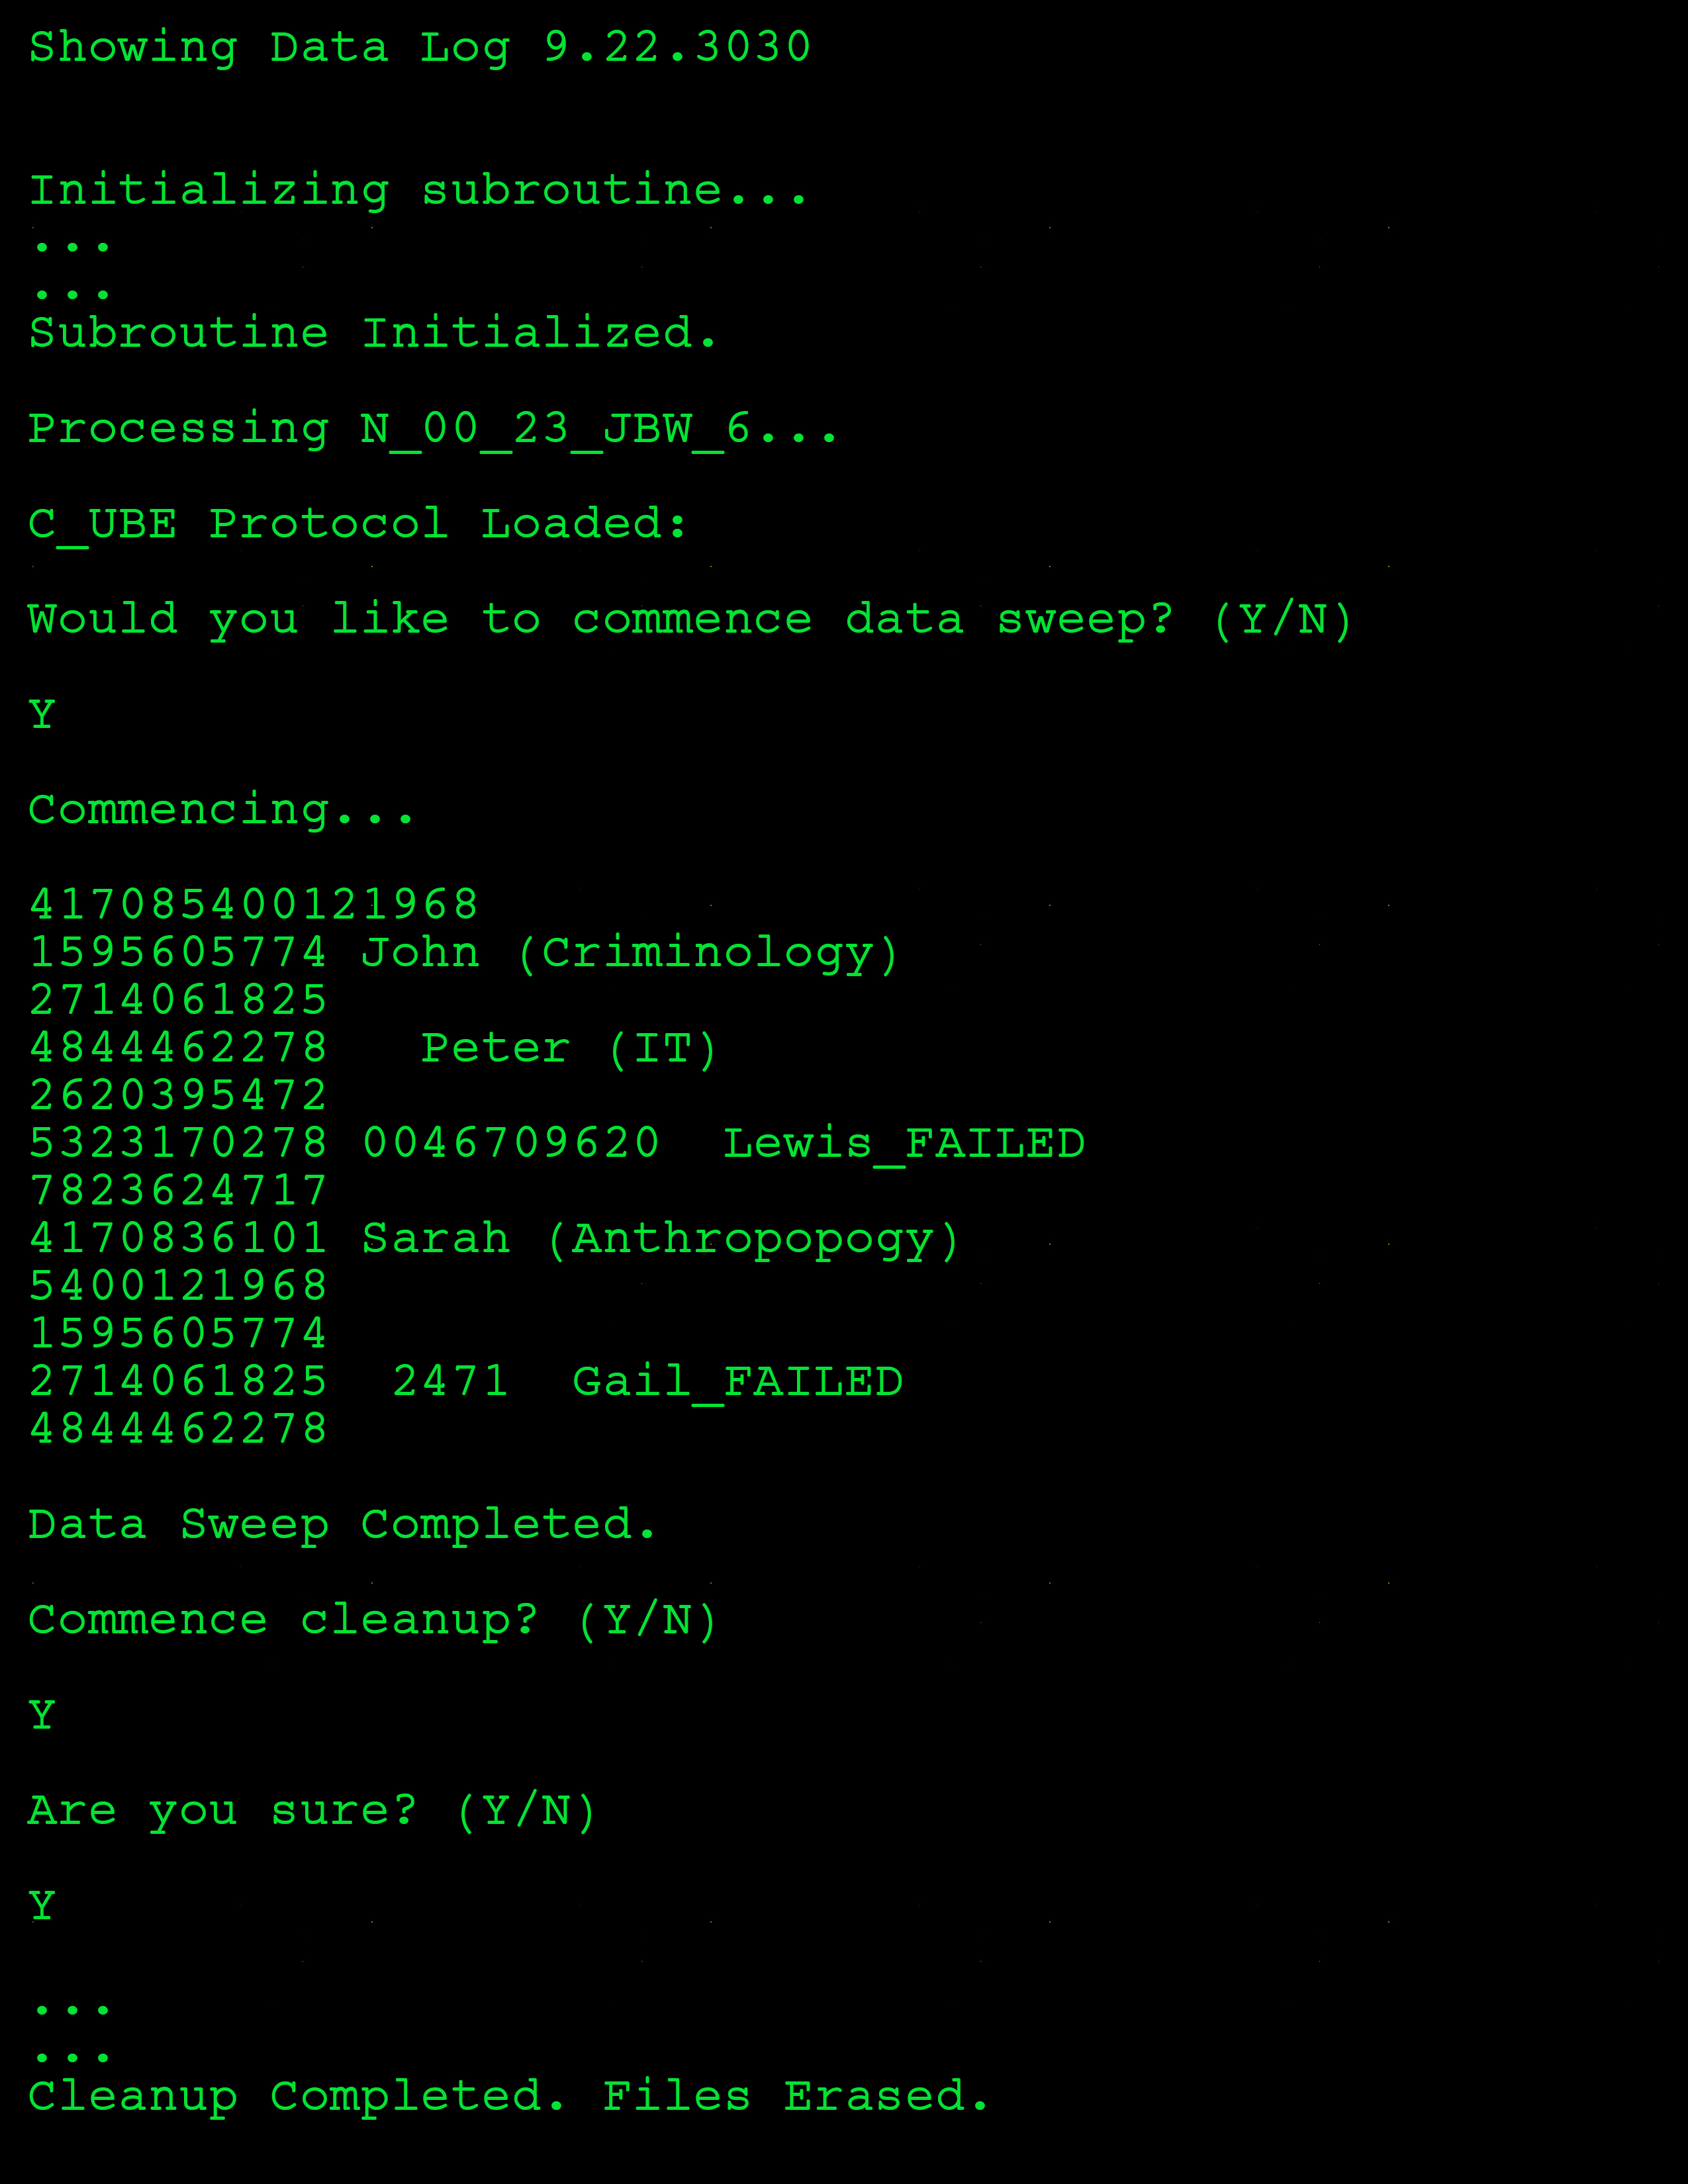 Showing Data Log 9.22.3030
Initializing subroutine...
...
...
Subroutine Initialized.
Processing N_00_23_JBW_6...
C_UBE Protocol Loaded:
Would you like to commence data sweep? (Y/N)
Y
Commencing...
417085400121968
1595605774 John (Criminology)
2714061825
4844462278   Peter (IT)
2620395472
5323170278 0046709620  Lewis_FAILED
7823624717
4170836101 Sarah (Anthropopogy)
5400121968
1595605774
2714061825  2471  Gail_FAILED
4844462278
Data Sweep Completed.
Commence cleanup? (Y/N)
Y
Are you sure? (Y/N)
Y
...
...
Cleanup Completed. Files Erased.